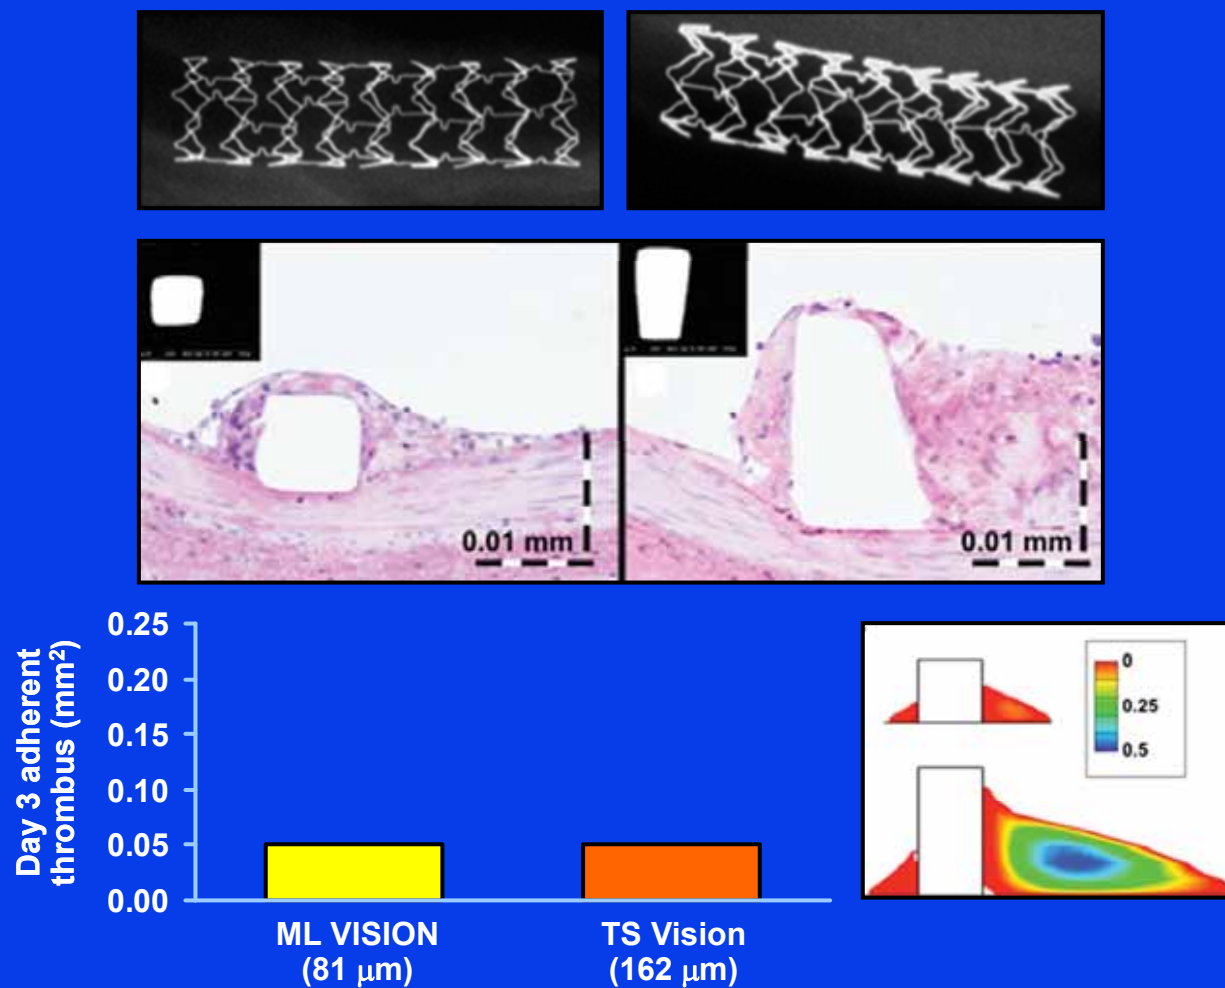 0.01 mm
0.01 mm
Day 3 adherent
thrombus (mm²)
0.25
0.20
0.15
0.10
0.05
0.00
ML VISION
(81 μm)
TS Vision
(162 μm)
0
0.25
0.5